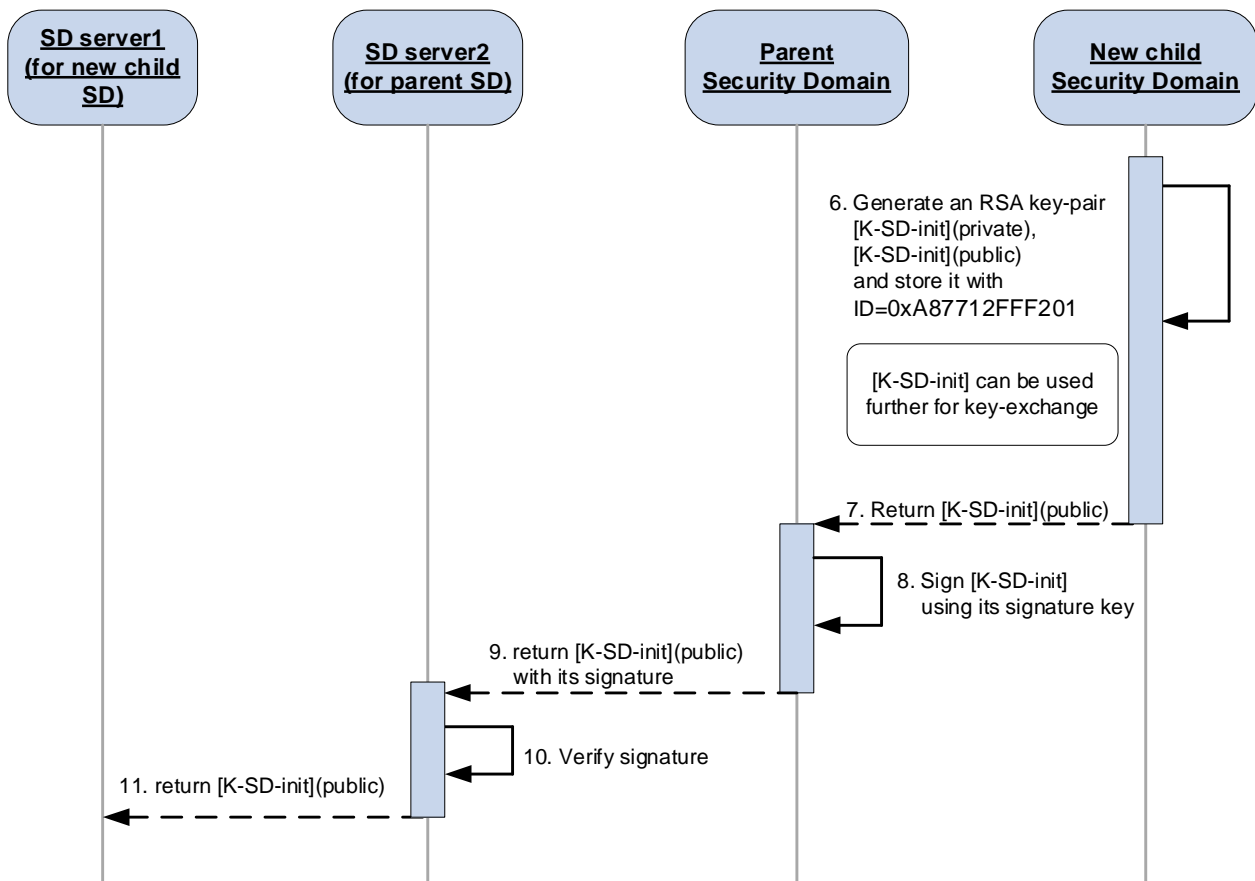 SD server1
(for new child
SD)
SD server2
(for parent SD)
Parent
Security Domain
New child
Security Domain
6. Generate an RSA key-pair
[K-SD-init](private),
[K-SD-init](public)
and store it with
ID=0xA87712FFF201
[K-SD-init] can be used
further for key-exchange
7. Return [K-SD-init](public)
8. Sign [K-SD-init]
using its signature key
9. return [K-SD-init](public)
with its signature
10. Verify signature
11. return [K-SD-init](public)